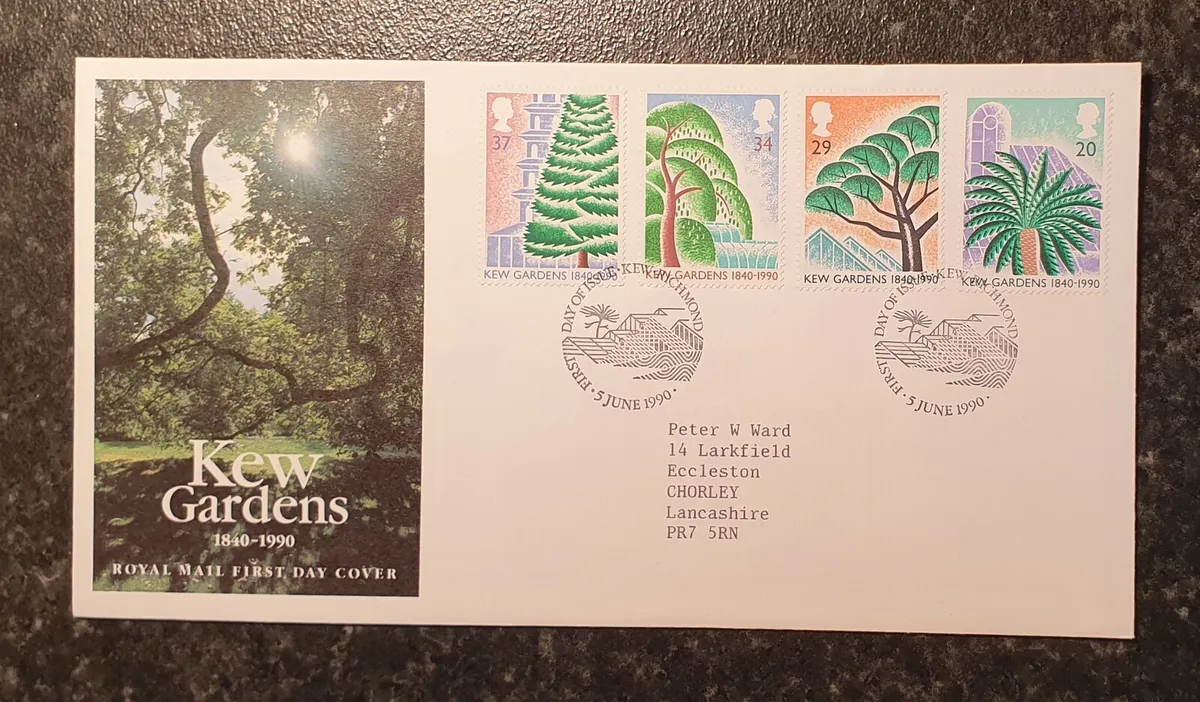 Kew
Gardens
1840-1990
ROYAL MAIL FIRST DAY COVER
37
KEW GARDENS 1840-1990
34
KEW GARDENS 1840-1990
29
KEW GARDENS 1840-1990
20
KEW GARDENS 1840-1990
FIRST DAY OF ISSUE · KEW, RICHMOND
· 5 JUNE 1990 ·
FIRST DAY OF ISSUE · KEW, RICHMOND
· 5 JUNE 1990 ·
Peter W Ward
14 Larkfield
Eccleston
CHORLEY
Lancashire
PR7 5RN